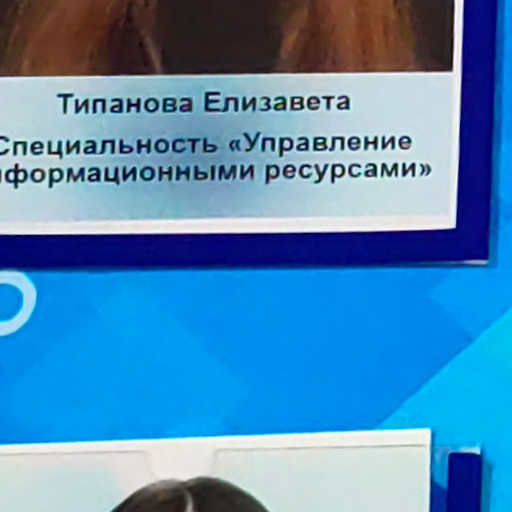 Типанова Елизавета
Специальность «Управление
формационными ресурсами»